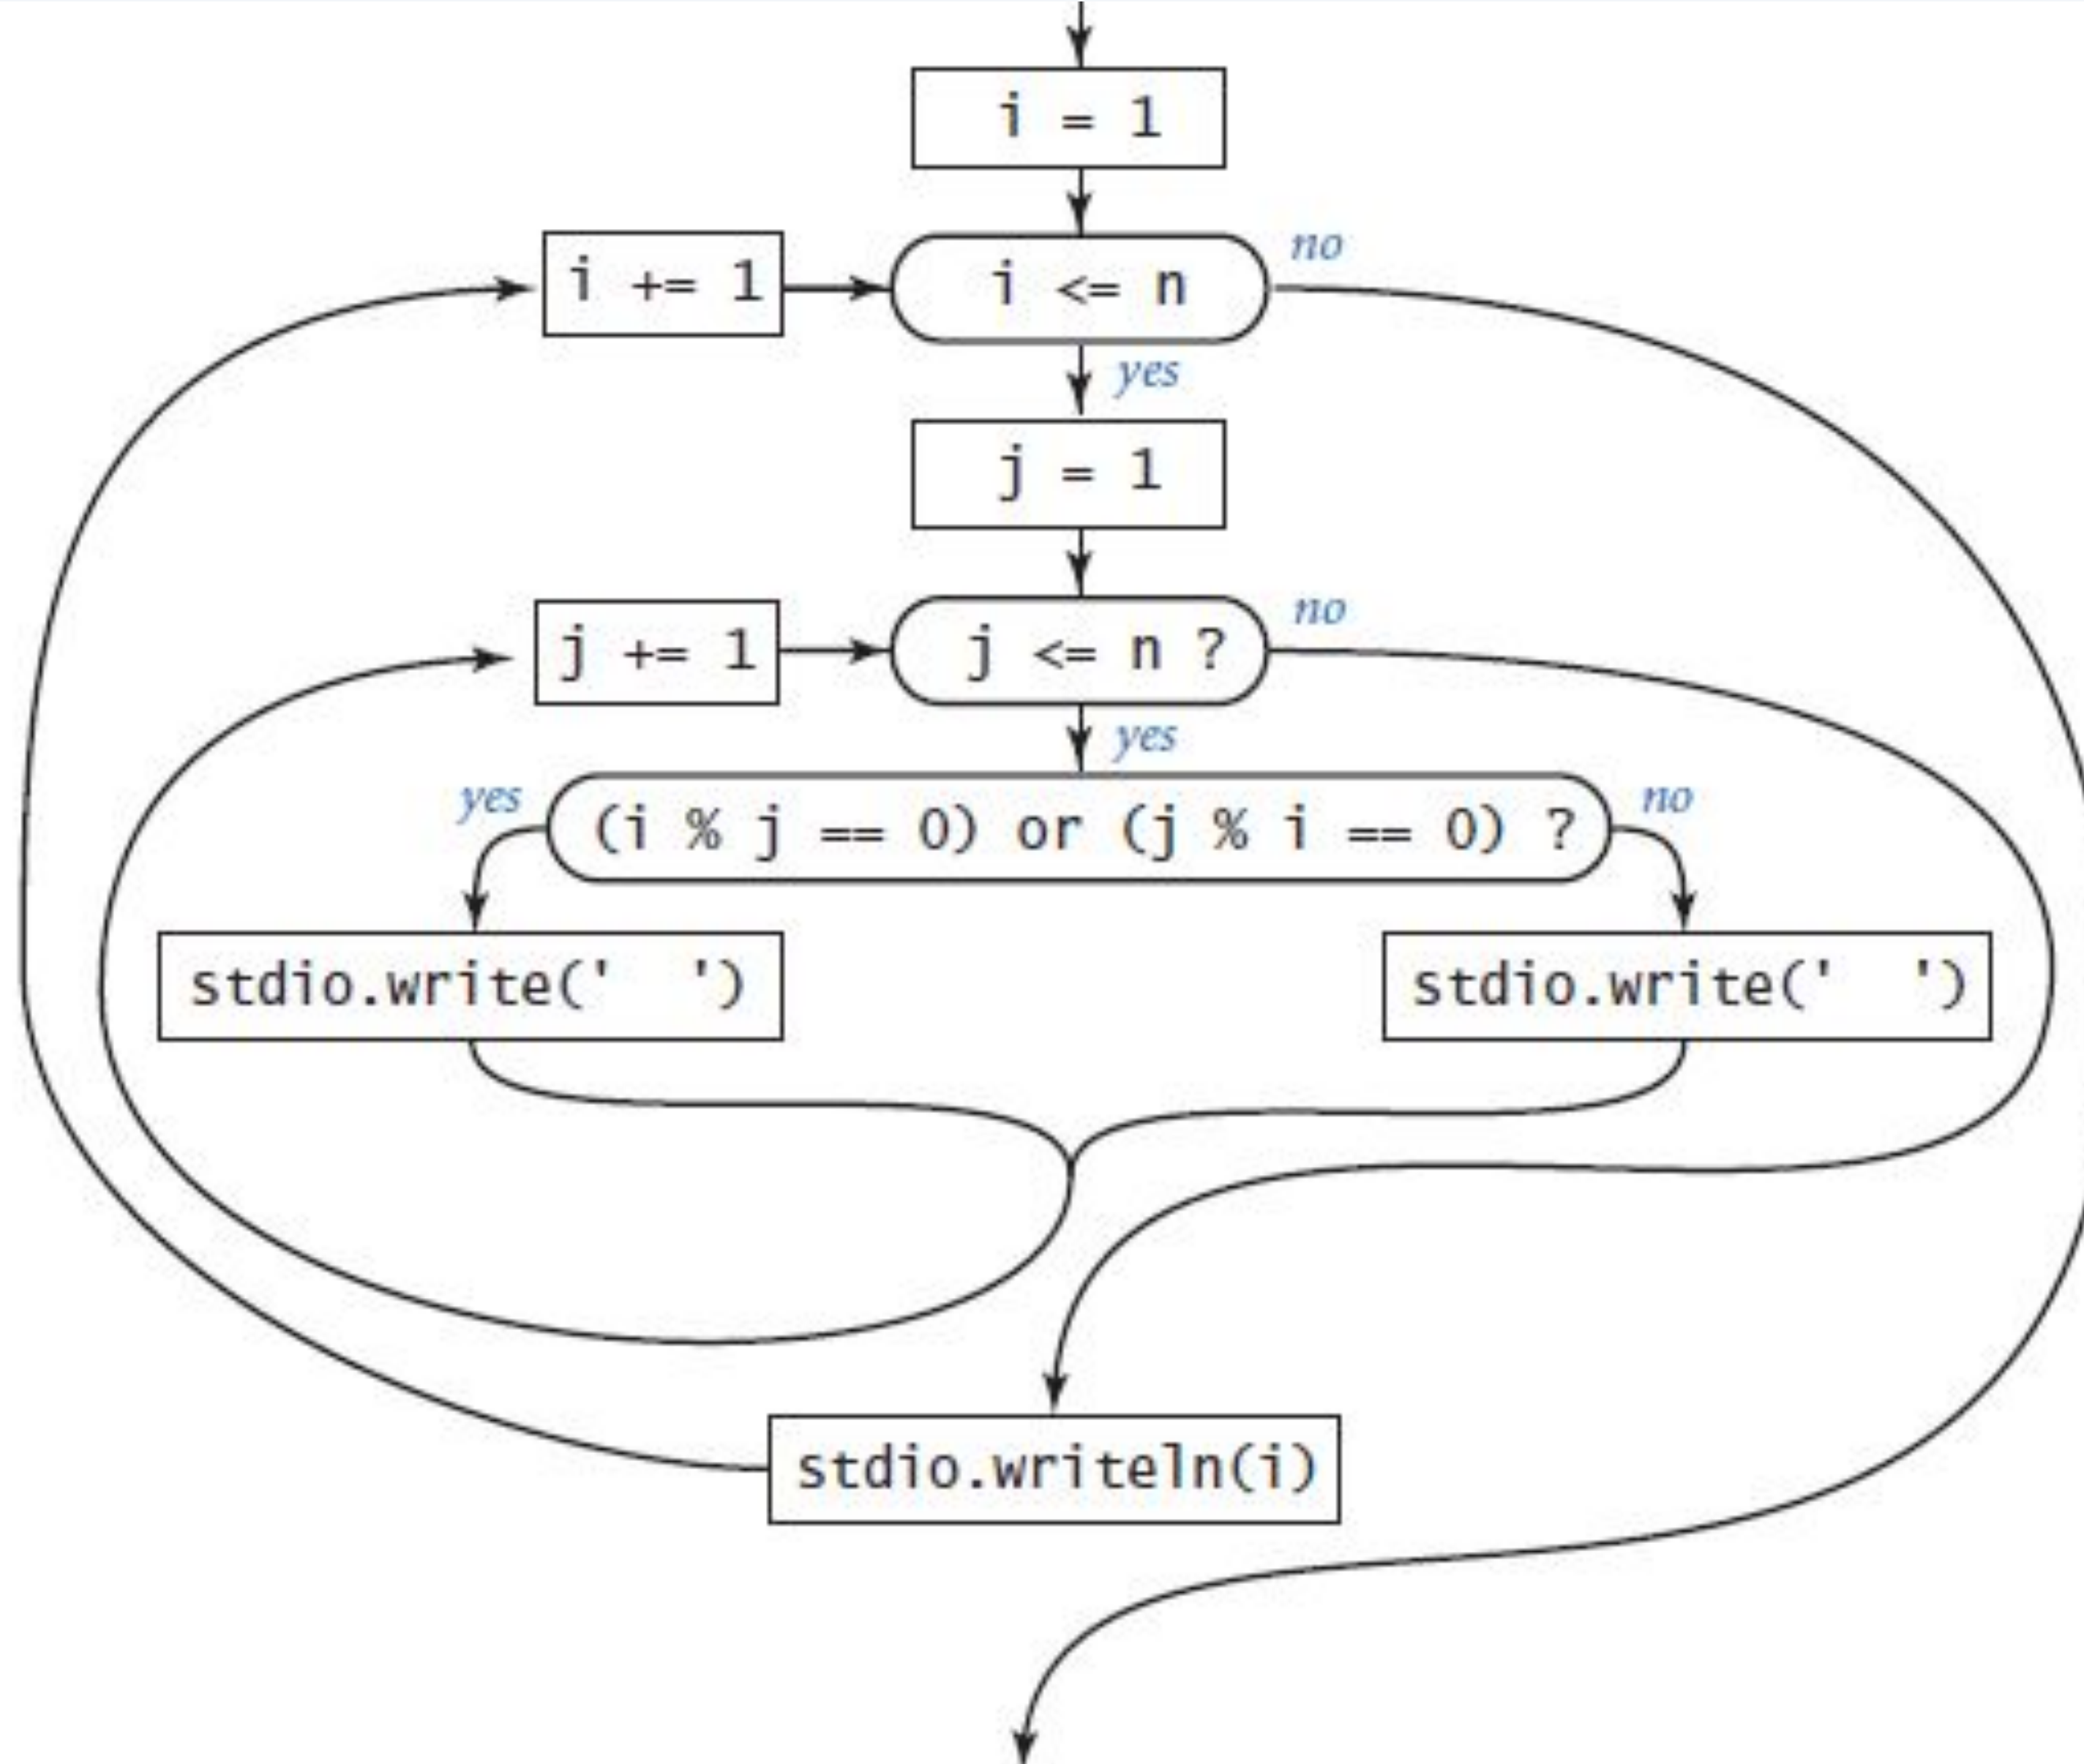 i = 1
i += 1
i <= n
no
yes
j = 1
j += 1
j <= n ?
no
yes
yes
(i % j == 0) or (j % i == 0) ?
no
stdio.write('  ')
stdio.write('  ')
stdio.writeln(i)